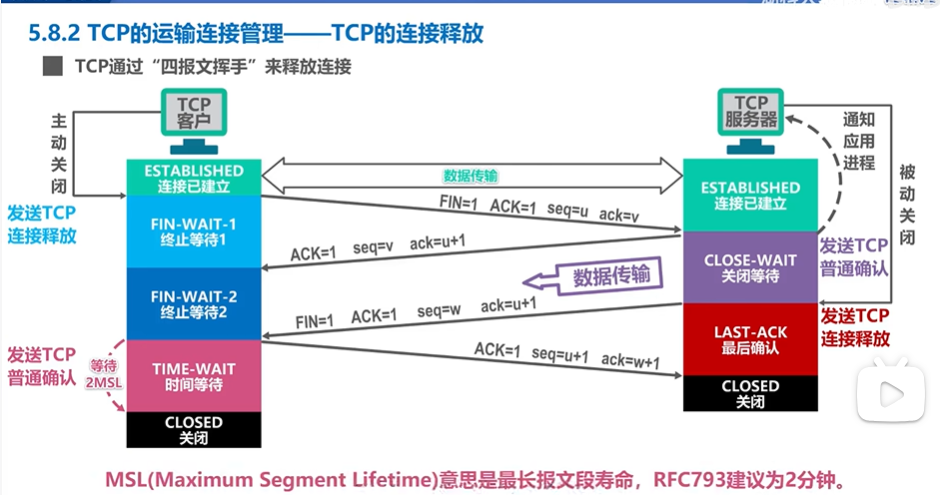 5.8.2 TCP的运输连接管理——TCP的连接释放
TCP通过“四报文挥手”来释放连接
主动关闭
TCP
客户
TCP
服务器
通知
应用
进程
被动关闭
ESTABLISHED
连接已建立
数据传输
ESTABLISHED
连接已建立
发送TCP
连接释放
FIN-WAIT-1
终止等待1
FIN=1 ACK=1 seq=u ack=v
ACK=1 seq=v ack=u+1
CLOSE-WAIT
关闭等待
发送TCP
普通确认
数据传输
FIN-WAIT-2
终止等待2
FIN=1 ACK=1 seq=w ack=u+1
LAST-ACK
最后确认
发送TCP
连接释放
发送TCP
普通确认
等待
2MSL
TIME-WAIT
时间等待
ACK=1 seq=u+1 ack=w+1
CLOSED
关闭
CLOSED
关闭
MSL(Maximum Segment Lifetime)意思是最长报文段寿命，RFC793建议为2分钟。